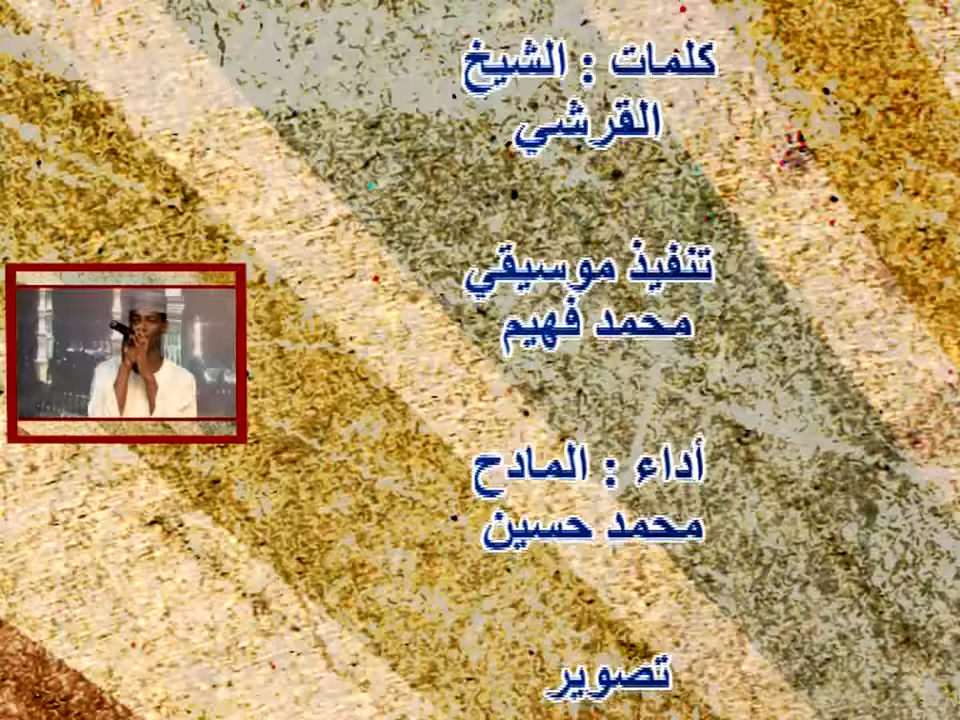 كلمات : الشيخ
القرشي
تنفيذ موسيقي
محمد فهيم
أداء : المادح
محمد حسين
تصوير